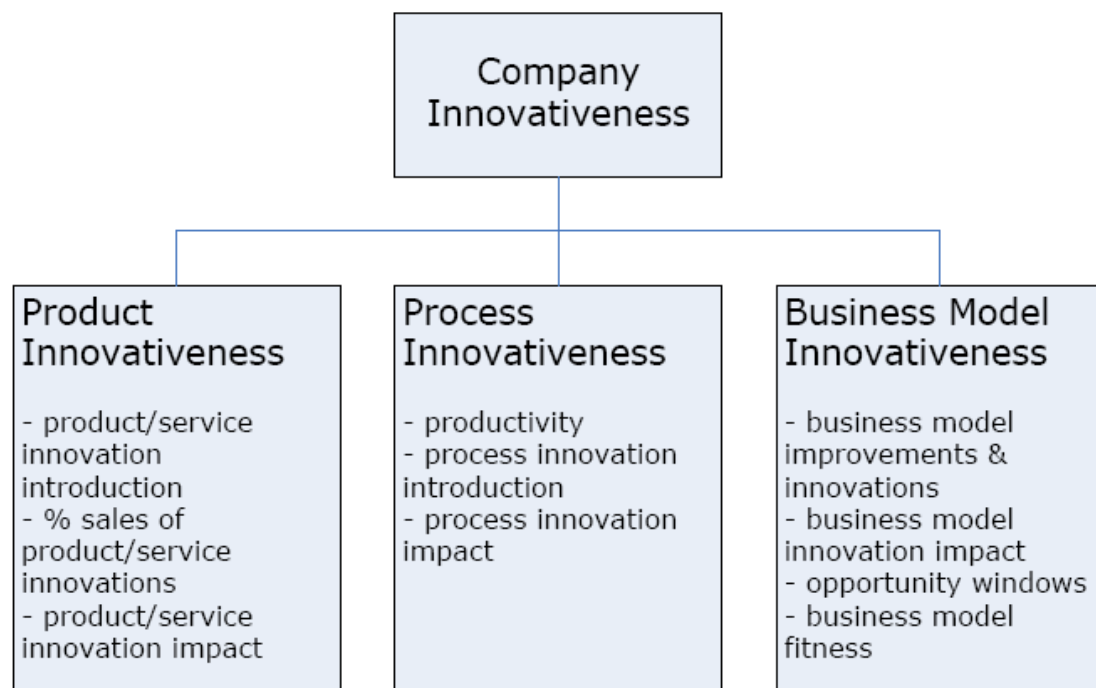 Company
Innovativeness
Product
Innovativeness
- product/service
innovation
introduction
- % sales of
product/service
innovations
- product/service
innovation impact
Process
Innovativeness
- productivity
- process innovation
introduction
- process innovation
impact
Business Model
Innovativeness
- business model
improvements &
innovations
- business model
innovation impact
- opportunity windows
- business model
fitness